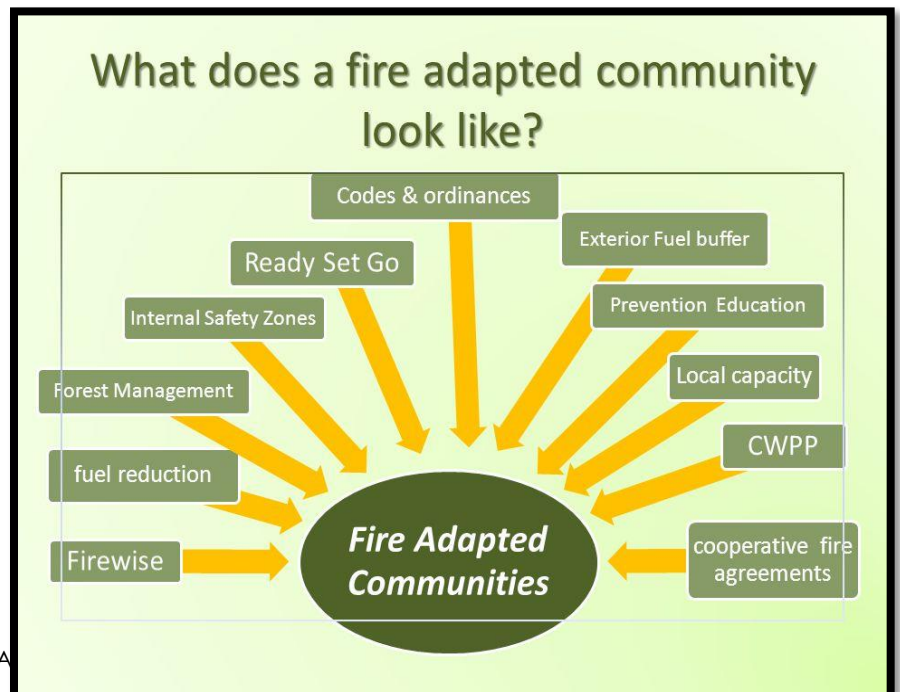 What does a fire adapted community
look like?
Codes & ordinances
Exterior Fuel buffer
Ready Set Go
Prevention Education
Internal Safety Zones
Local capacity
Forest Management
CWPP
fuel reduction
Fire Adapted
Communities
cooperative fire
agreements
Firewise